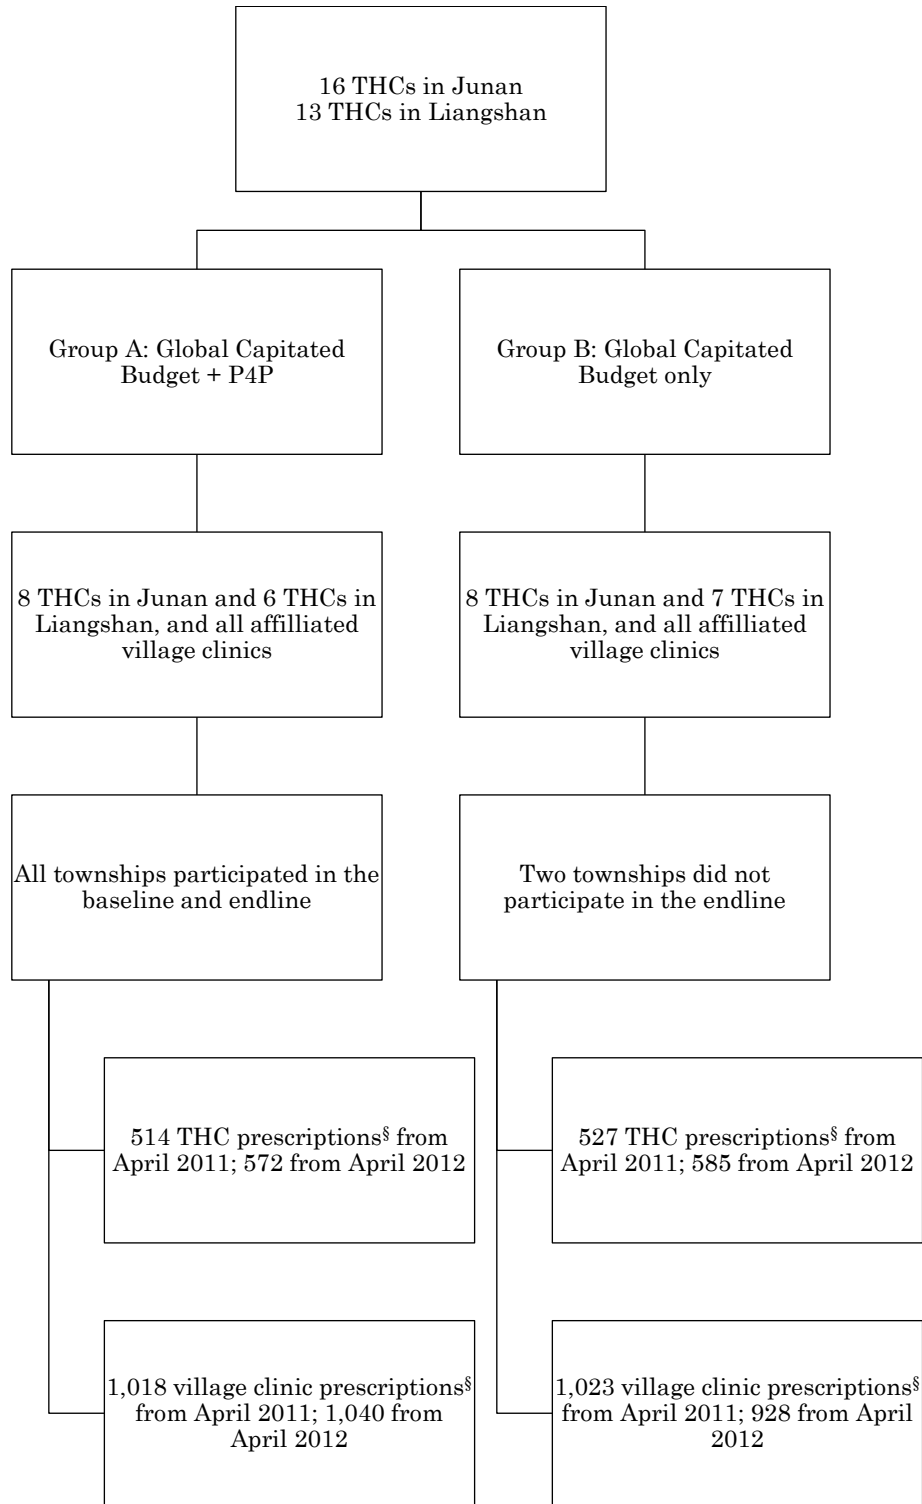 16 THCs in Junan
13 THCs in Liangshan
Group A: Global Capitated
Budget + P4P
Group B: Global Capitated
Budget only
8 THCs in Junan and 6 THCs in
Liangshan, and all affilliated
village clinics
8 THCs in Junan and 7 THCs in
Liangshan, and all affilliated
village clinics
All townships participated in the
baseline and endline
Two townships did not
participate in the endline
514 THC prescriptions§ from
April 2011; 572 from April 2012
527 THC prescriptions§ from
April 2011; 585 from April 2012
1,018 village clinic prescriptions§
from April 2011; 1,040 from
April 2012
1,023 village clinic prescriptions§
from April 2011; 928 from April
2012